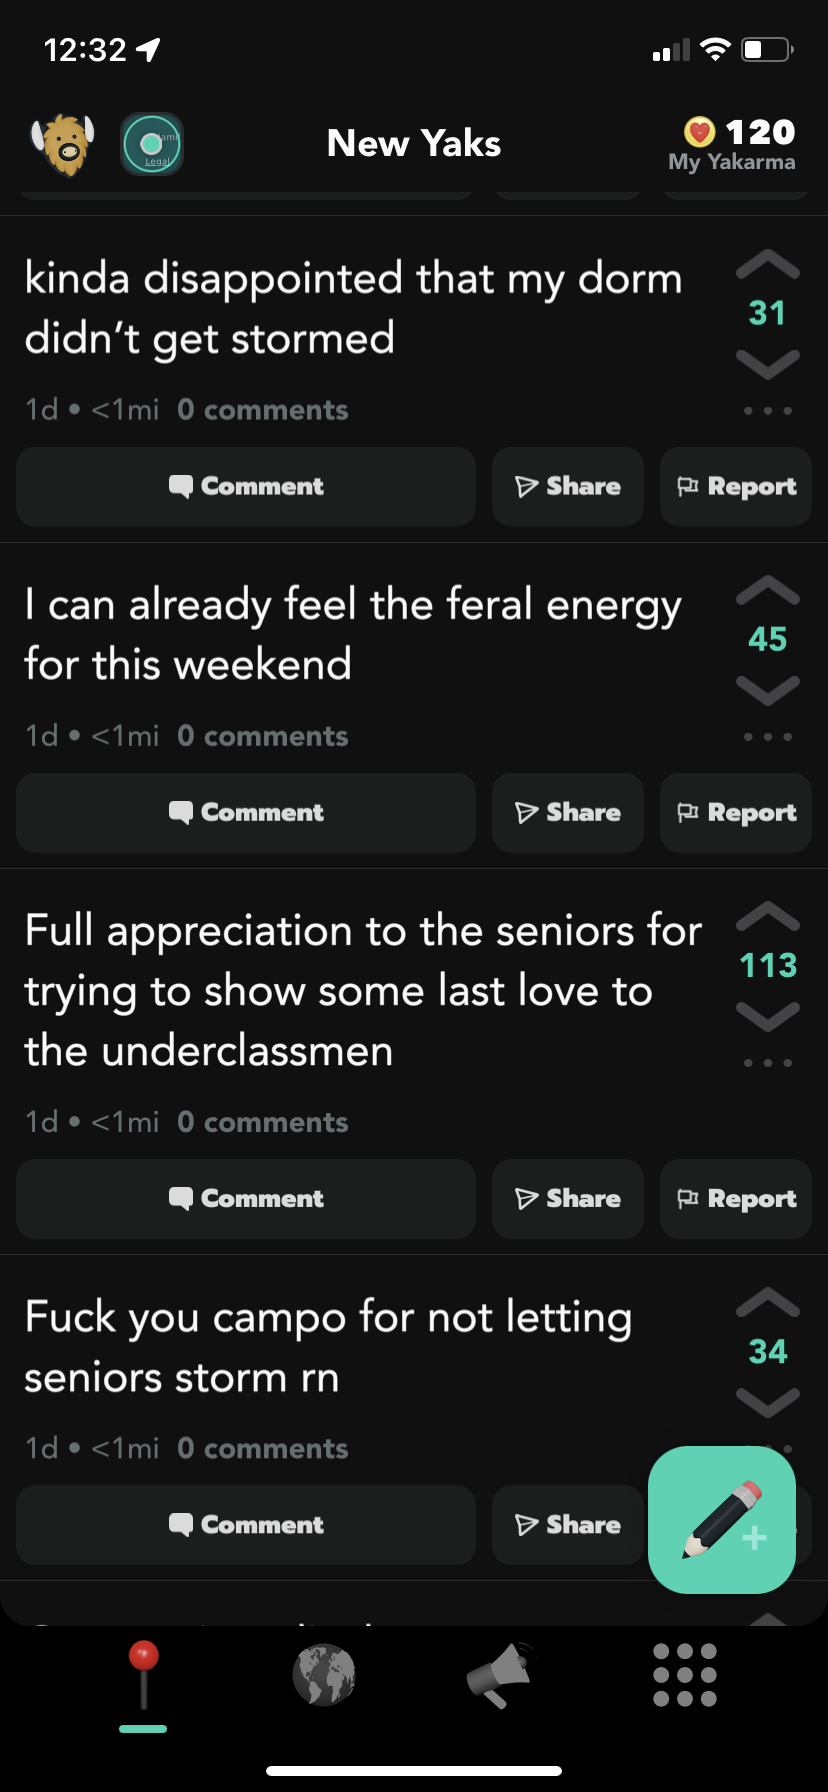 12:32
Legal
New Yaks
120
My Yakarma
kinda disappointed that my dorm
didn’t get stormed
31
1d • <1mi 0 comments
Comment
Share
Report
I can already feel the feral energy
for this weekend
45
1d • <1mi 0 comments
Comment
Share
Report
Full appreciation to the seniors for
trying to show some last love to
the underclassmen
113
1d • <1mi 0 comments
Comment
Share
Report
Fuck you campo for not letting
seniors storm rn
34
1d • <1mi 0 comments
Comment
Share